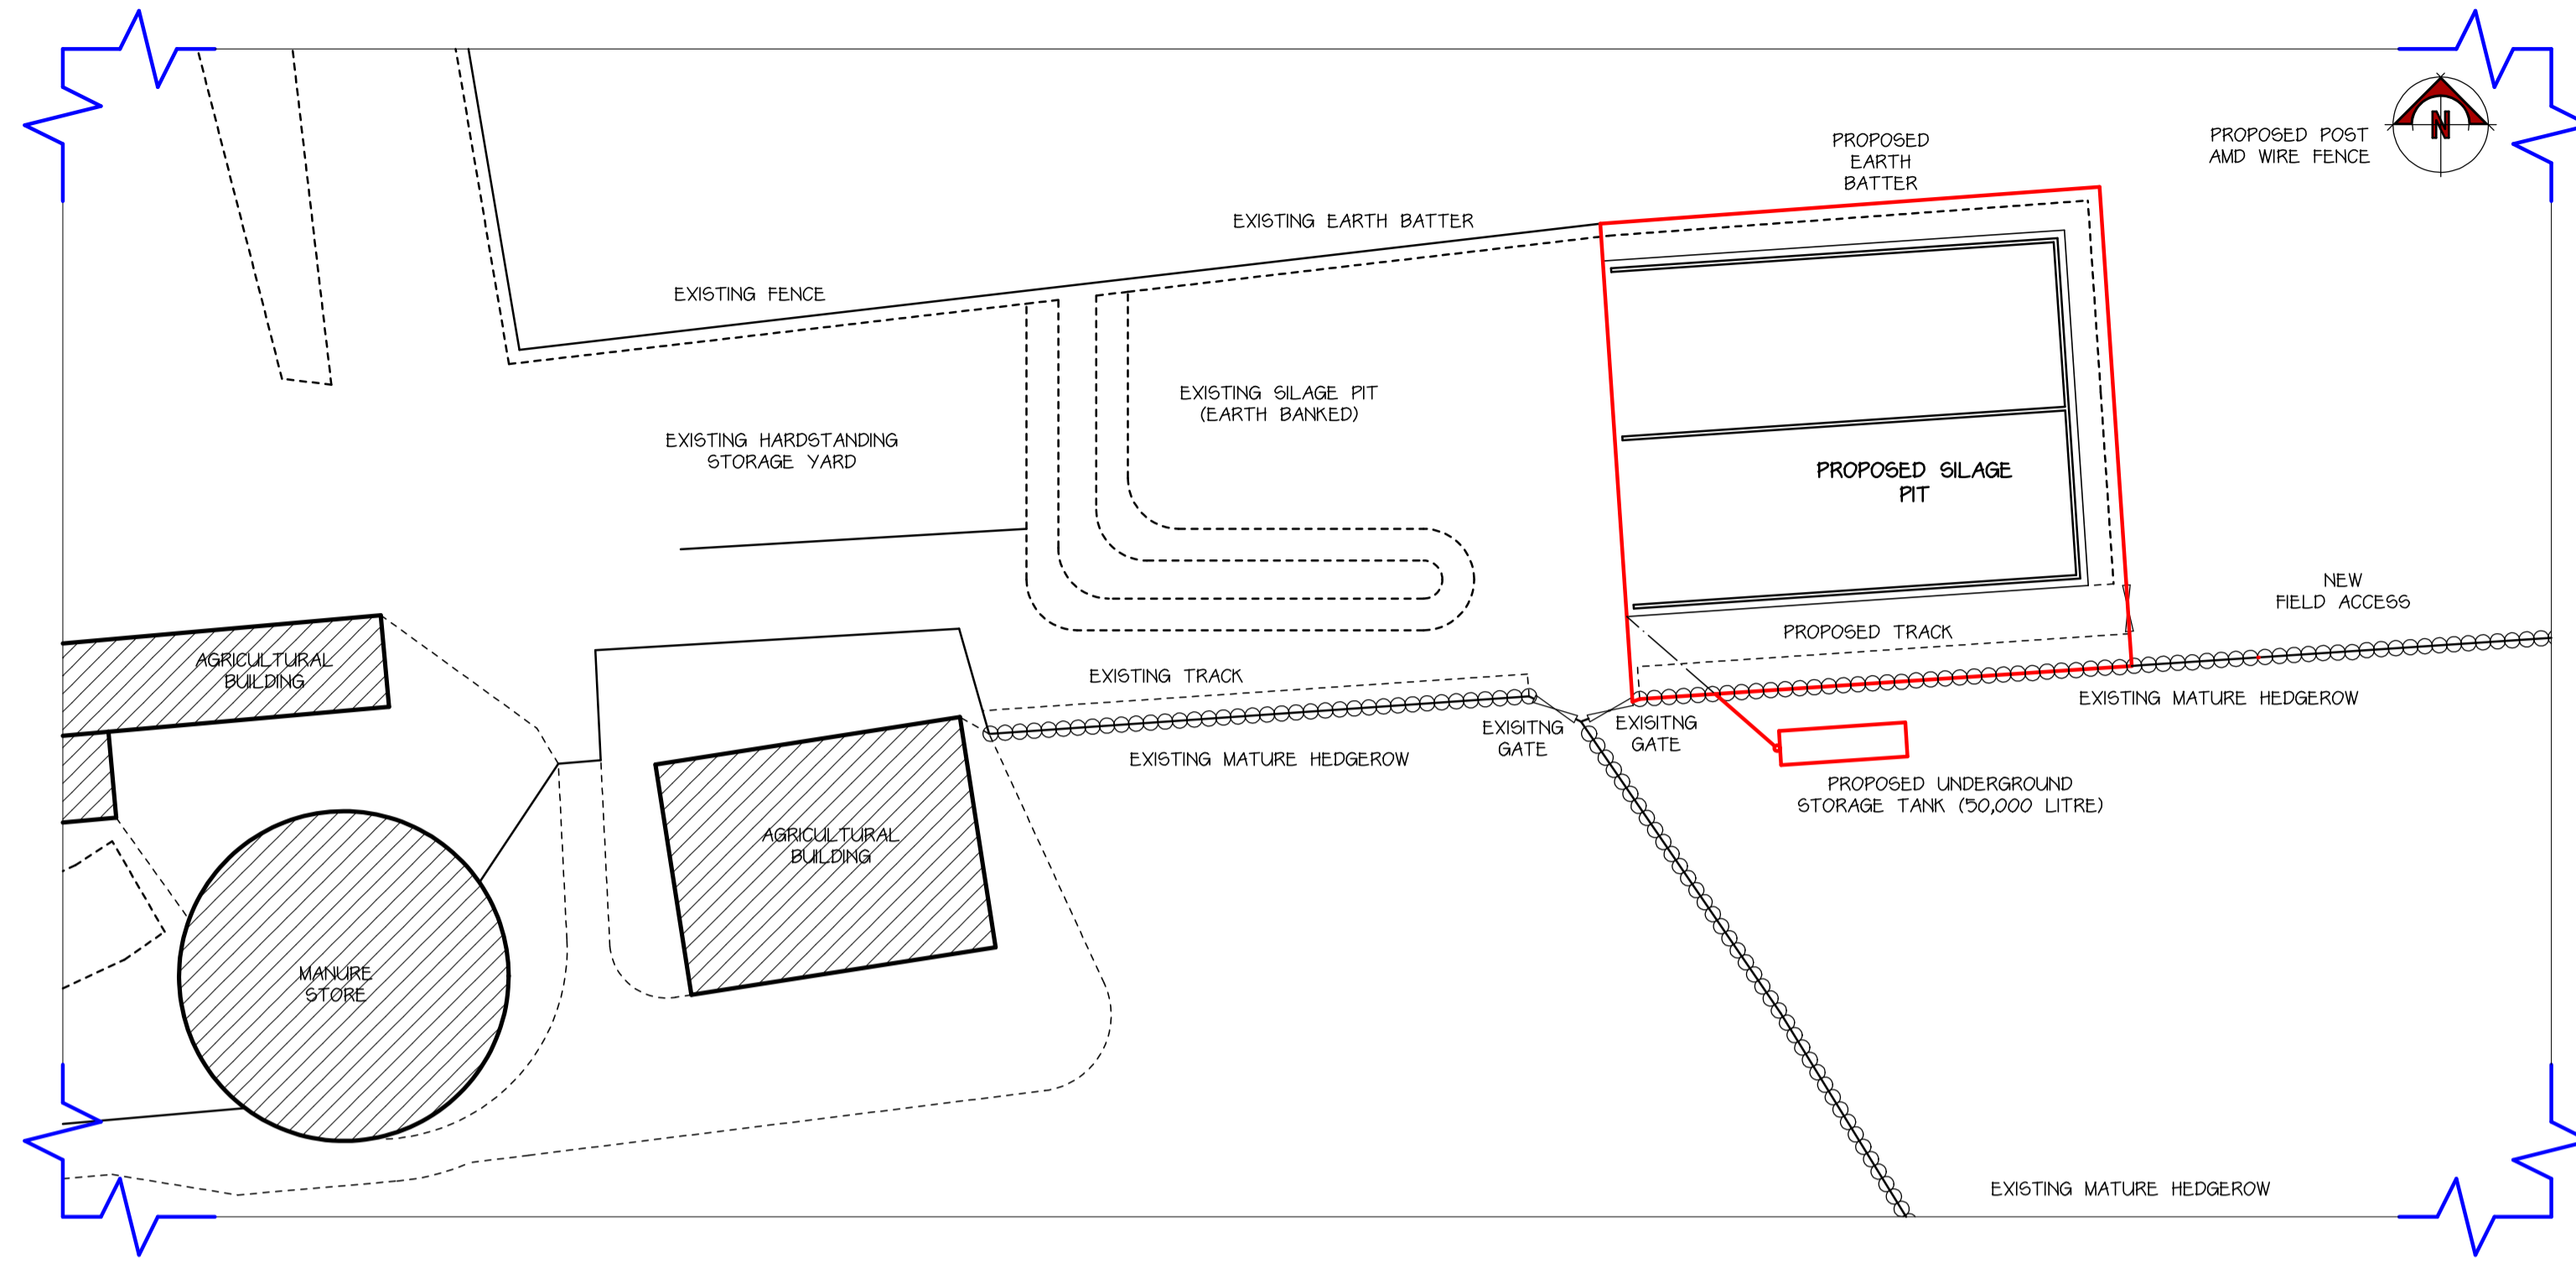 N
PROPOSED POST
AMD WIRE FENCE
PROPOSED
EARTH
BATTER
EXISTING EARTH BATTER
EXISTING FENCE
EXISTING SILAGE PIT
(EARTH BANKED)
EXISTING HARDSTANDING
STORAGE YARD
PROPOSED SILAGE
PIT
NEW
FIELD ACCESS
PROPOSED TRACK
AGRICULTURAL
BUILDING
EXISTING TRACK
EXISTING MATURE HEDGEROW
EXISITNG
GATE
EXISITNG
GATE
EXISTING MATURE HEDGEROW
PROPOSED UNDERGROUND
STORAGE TANK (50,000 LITRE)
AGRICULTURAL
BUILDING
MANURE
STORE
EXISTING MATURE HEDGEROW